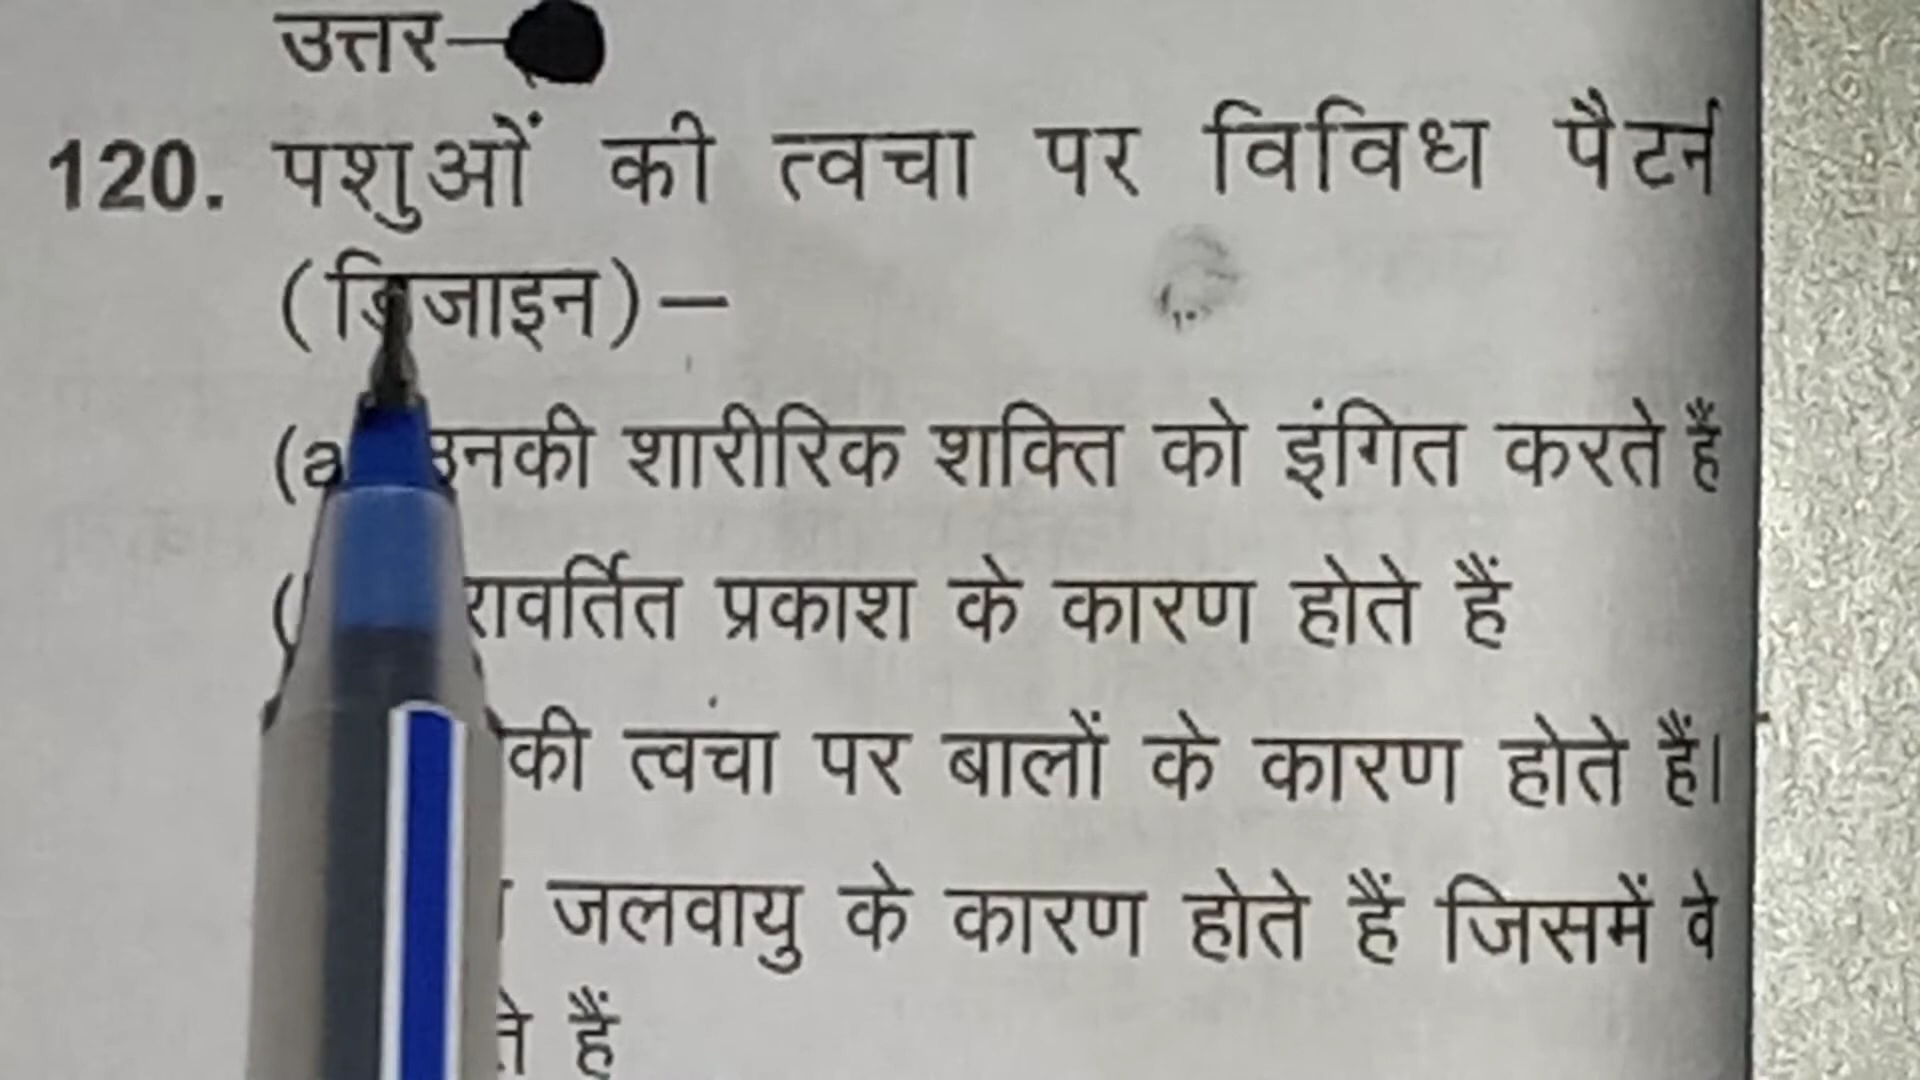 उत्तर—
120. पशुओं की त्वचा पर विविध पैटर्न
(डिजाइन)—
(a) उनकी शारीरिक शक्ति को इंगित करते हैं
प्रकाश के कारण होते हैं
की त्वचा पर बालों के कारण होते हैं।
जलवायु के कारण होते हैं जिसमें वे
हैं